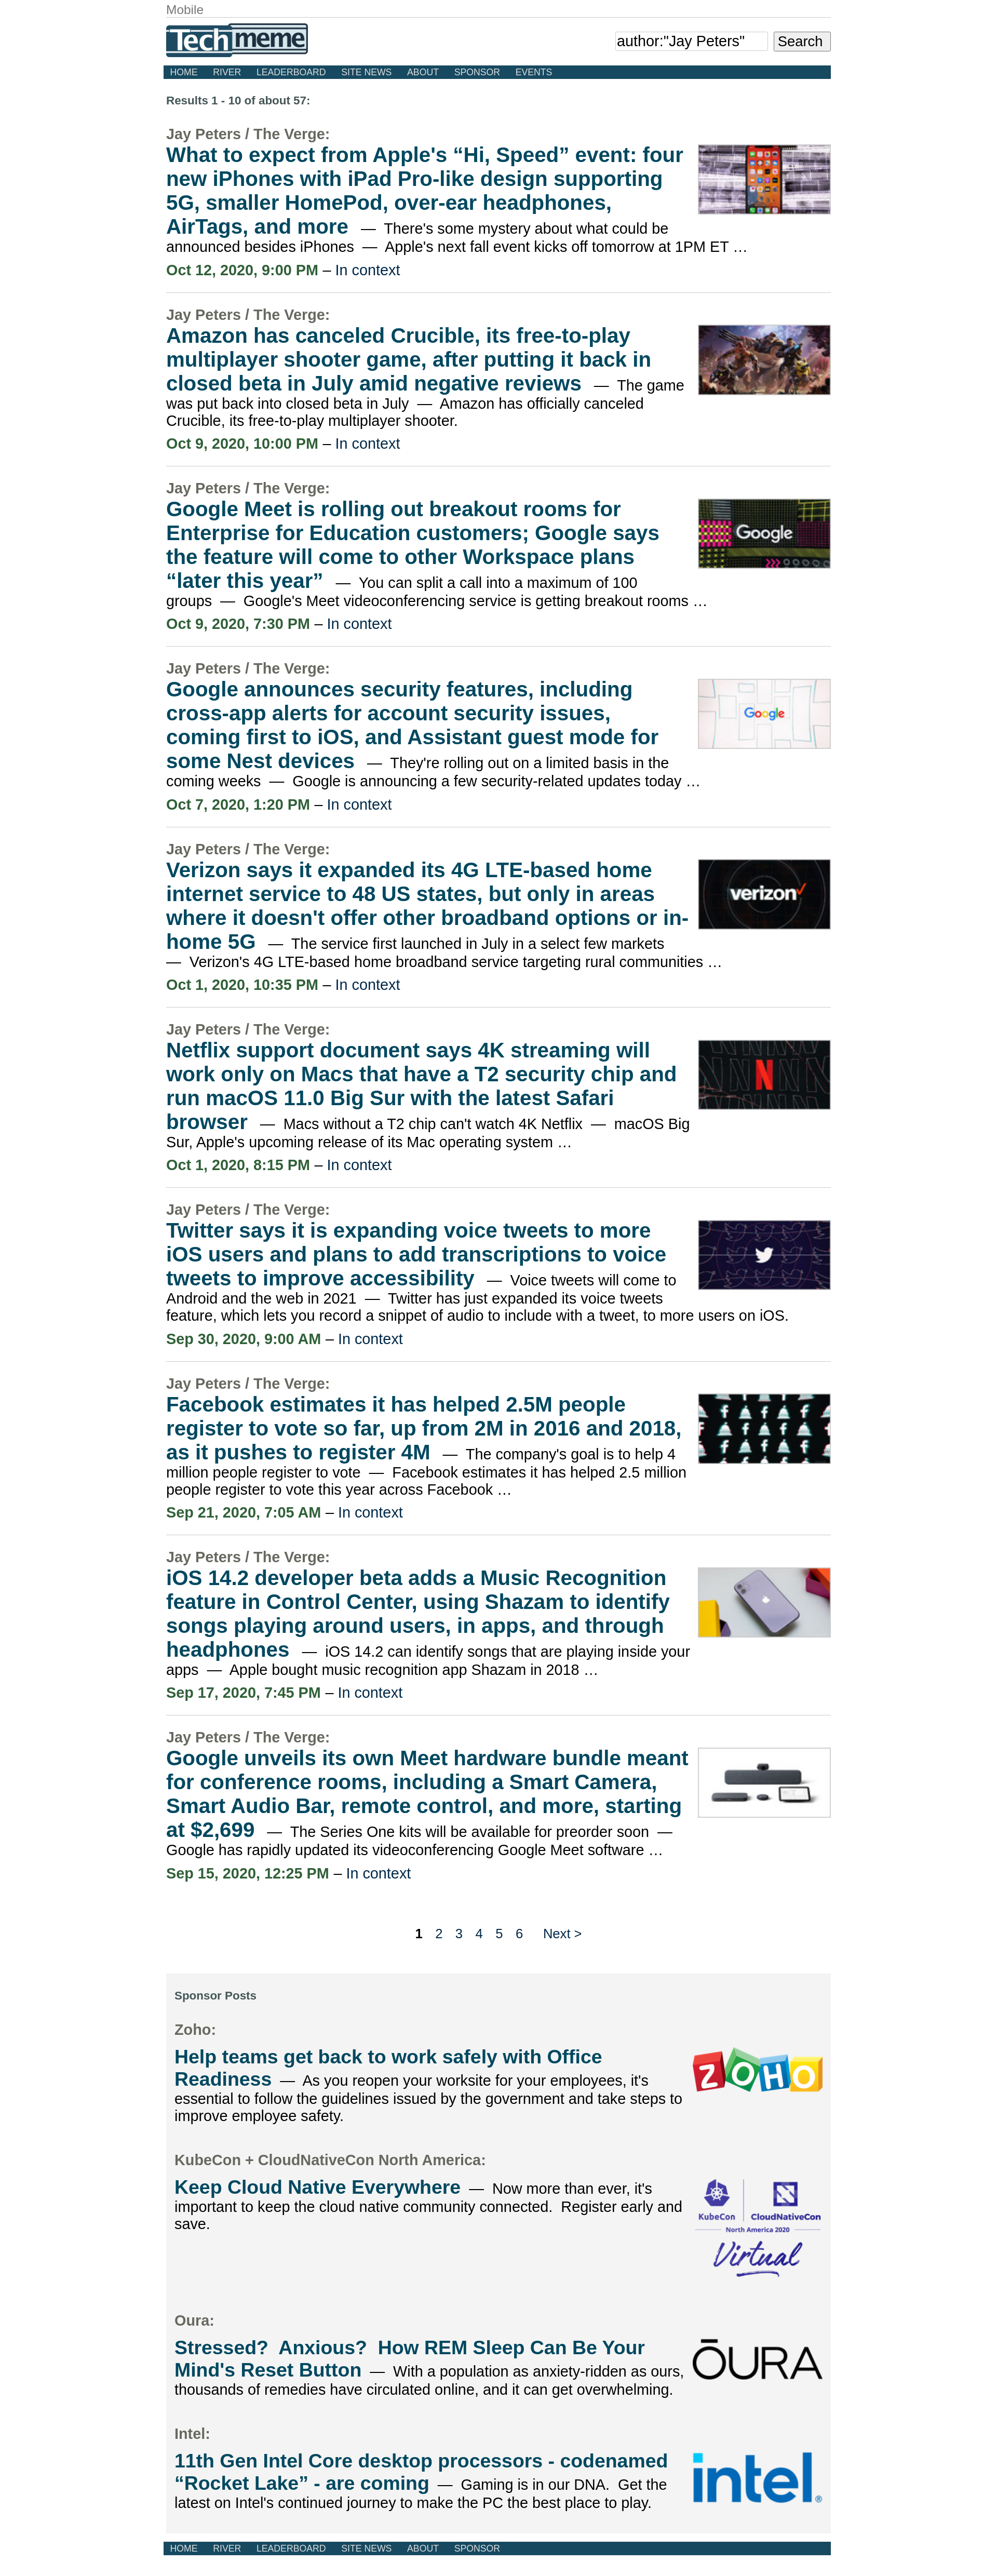 Mobile
Techmeme
author:"Jay Peters" Search
HOME RIVER LEADERBOARD SITE NEWS ABOUT SPONSOR EVENTS
Results 1 - 10 of about 57:
Jay Peters / The Verge:
What to expect from Apple's “Hi, Speed” event: four
new iPhones with iPad Pro-like design supporting
5G, smaller HomePod, over-ear headphones,
AirTags, and more — There's some mystery about what could be
announced besides iPhones — Apple's next fall event kicks off tomorrow at 1PM ET …
Oct 12, 2020, 9:00 PM – In context
Jay Peters / The Verge:
Amazon has canceled Crucible, its free-to-play
multiplayer shooter game, after putting it back in
closed beta in July amid negative reviews — The game
was put back into closed beta in July — Amazon has officially canceled
Crucible, its free-to-play multiplayer shooter.
Oct 9, 2020, 10:00 PM – In context
Jay Peters / The Verge:
Google Meet is rolling out breakout rooms for
Enterprise for Education customers; Google says
the feature will come to other Workspace plans
“later this year” — You can split a call into a maximum of 100
groups — Google's Meet videoconferencing service is getting breakout rooms …
Google
Oct 9, 2020, 7:30 PM – In context
Jay Peters / The Verge:
Google announces security features, including
cross-app alerts for account security issues,
coming first to iOS, and Assistant guest mode for
some Nest devices — They're rolling out on a limited basis in the
coming weeks — Google is announcing a few security-related updates today …
Google
Oct 7, 2020, 1:20 PM – In context
Jay Peters / The Verge:
Verizon says it expanded its 4G LTE-based home
internet service to 48 US states, but only in areas
where it doesn't offer other broadband options or in-
home 5G — The service first launched in July in a select few markets
— Verizon's 4G LTE-based home broadband service targeting rural communities …
verizon
Oct 1, 2020, 10:35 PM – In context
Jay Peters / The Verge:
Netflix support document says 4K streaming will
work only on Macs that have a T2 security chip and
run macOS 11.0 Big Sur with the latest Safari
browser — Macs without a T2 chip can't watch 4K Netflix — macOS Big
Sur, Apple's upcoming release of its Mac operating system …
N
Oct 1, 2020, 8:15 PM – In context
Jay Peters / The Verge:
Twitter says it is expanding voice tweets to more
iOS users and plans to add transcriptions to voice
tweets to improve accessibility — Voice tweets will come to
Android and the web in 2021 — Twitter has just expanded its voice tweets
feature, which lets you record a snippet of audio to include with a tweet, to more users on iOS.
Sep 30, 2020, 9:00 AM – In context
Jay Peters / The Verge:
Facebook estimates it has helped 2.5M people
register to vote so far, up from 2M in 2016 and 2018,
as it pushes to register 4M — The company's goal is to help 4
million people register to vote — Facebook estimates it has helped 2.5 million
people register to vote this year across Facebook …
Sep 21, 2020, 7:05 AM – In context
Jay Peters / The Verge:
iOS 14.2 developer beta adds a Music Recognition
feature in Control Center, using Shazam to identify
songs playing around users, in apps, and through
headphones — iOS 14.2 can identify songs that are playing inside your
apps — Apple bought music recognition app Shazam in 2018 …
Sep 17, 2020, 7:45 PM – In context
Jay Peters / The Verge:
Google unveils its own Meet hardware bundle meant
for conference rooms, including a Smart Camera,
Smart Audio Bar, remote control, and more, starting
at $2,699 — The Series One kits will be available for preorder soon —
Google has rapidly updated its videoconferencing Google Meet software …
Sep 15, 2020, 12:25 PM – In context
1 2 3 4 5 6 Next >
Sponsor Posts
Zoho:
Help teams get back to work safely with Office
Readiness — As you reopen your worksite for your employees, it's
essential to follow the guidelines issued by the government and take steps to
improve employee safety.
ZOHO
KubeCon + CloudNativeCon North America:
Keep Cloud Native Everywhere — Now more than ever, it's
important to keep the cloud native community connected. Register early and
save.
KubeCon CloudNativeCon
North America 2020
Virtual
Oura:
Stressed? Anxious? How REM Sleep Can Be Your
Mind's Reset Button — With a population as anxiety-ridden as ours,
thousands of remedies have circulated online, and it can get overwhelming.
ŌURA
Intel:
11th Gen Intel Core desktop processors - codenamed
“Rocket Lake” - are coming — Gaming is in our DNA. Get the
latest on Intel's continued journey to make the PC the best place to play.
intel®
HOME RIVER LEADERBOARD SITE NEWS ABOUT SPONSOR